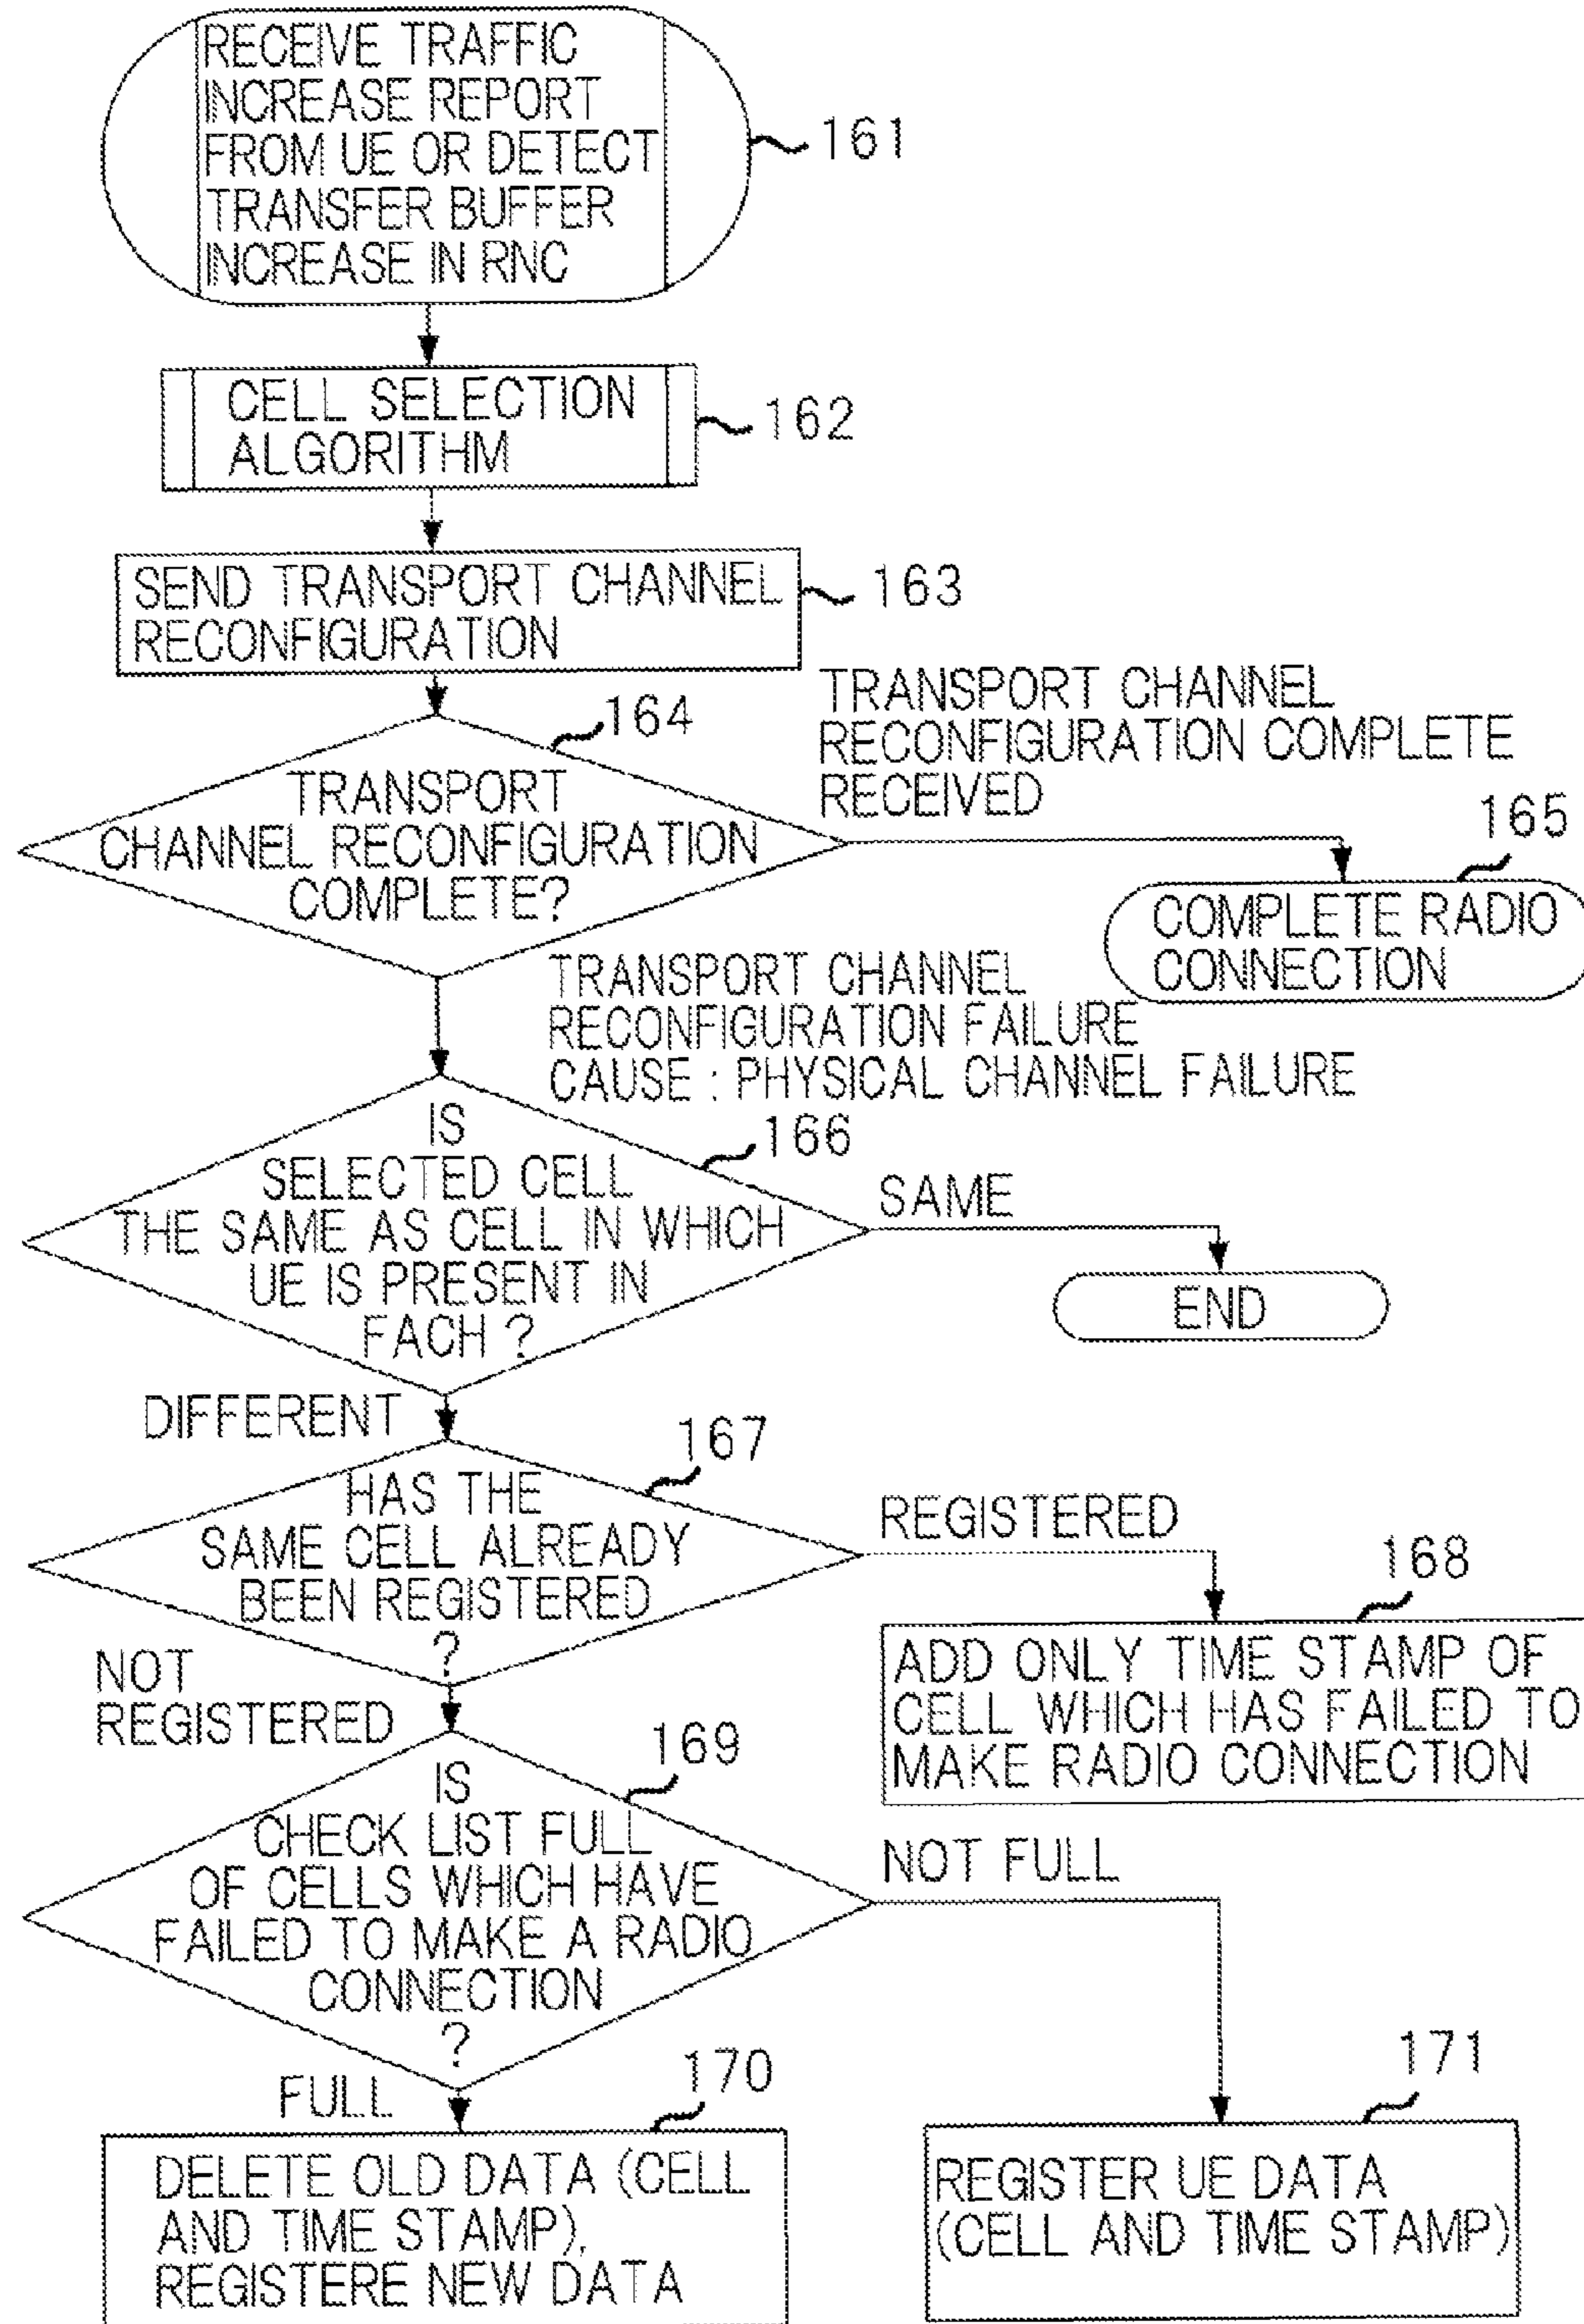 RECEIVE TRAFFIC
INCREASE REPORT
FROM UE OR DETECT
TRANSFER BUFFER
INCREASE IN RNC
161
CELL SELECTION
ALGORITHM
162
SEND TRANSPORT CHANNEL
RECONFIGURATION
163
164
TRANSPORT
CHANNEL RECONFIGURATION
COMPLETE?
TRANSPORT CHANNEL
RECONFIGURATION COMPLETE
RECEIVED
165
COMPLETE RADIO
CONNECTION
TRANSPORT CHANNEL
RECONFIGURATION FAILURE
CAUSE : PHYSICAL CHANNEL FAILURE
166
IS
SELECTED CELL
THE SAME AS CELL IN WHICH
UE IS PRESENT IN
FACH ?
SAME
END
DIFFERENT
167
HAS THE
SAME CELL ALREADY
BEEN REGISTERED
?
REGISTERED
168
ADD ONLY TIME STAMP OF
CELL WHICH HAS FAILED TO
MAKE RADIO CONNECTION
NOT
REGISTERED
169
IS
CHECK LIST FULL
OF CELLS WHICH HAVE
FAILED TO MAKE A RADIO
CONNECTION
?
NOT FULL
FULL
170
DELETE OLD DATA (CELL
AND TIME STAMP),
REGISTERE NEW DATA
171
REGISTER UE DATA
(CELL AND TIME STAMP)